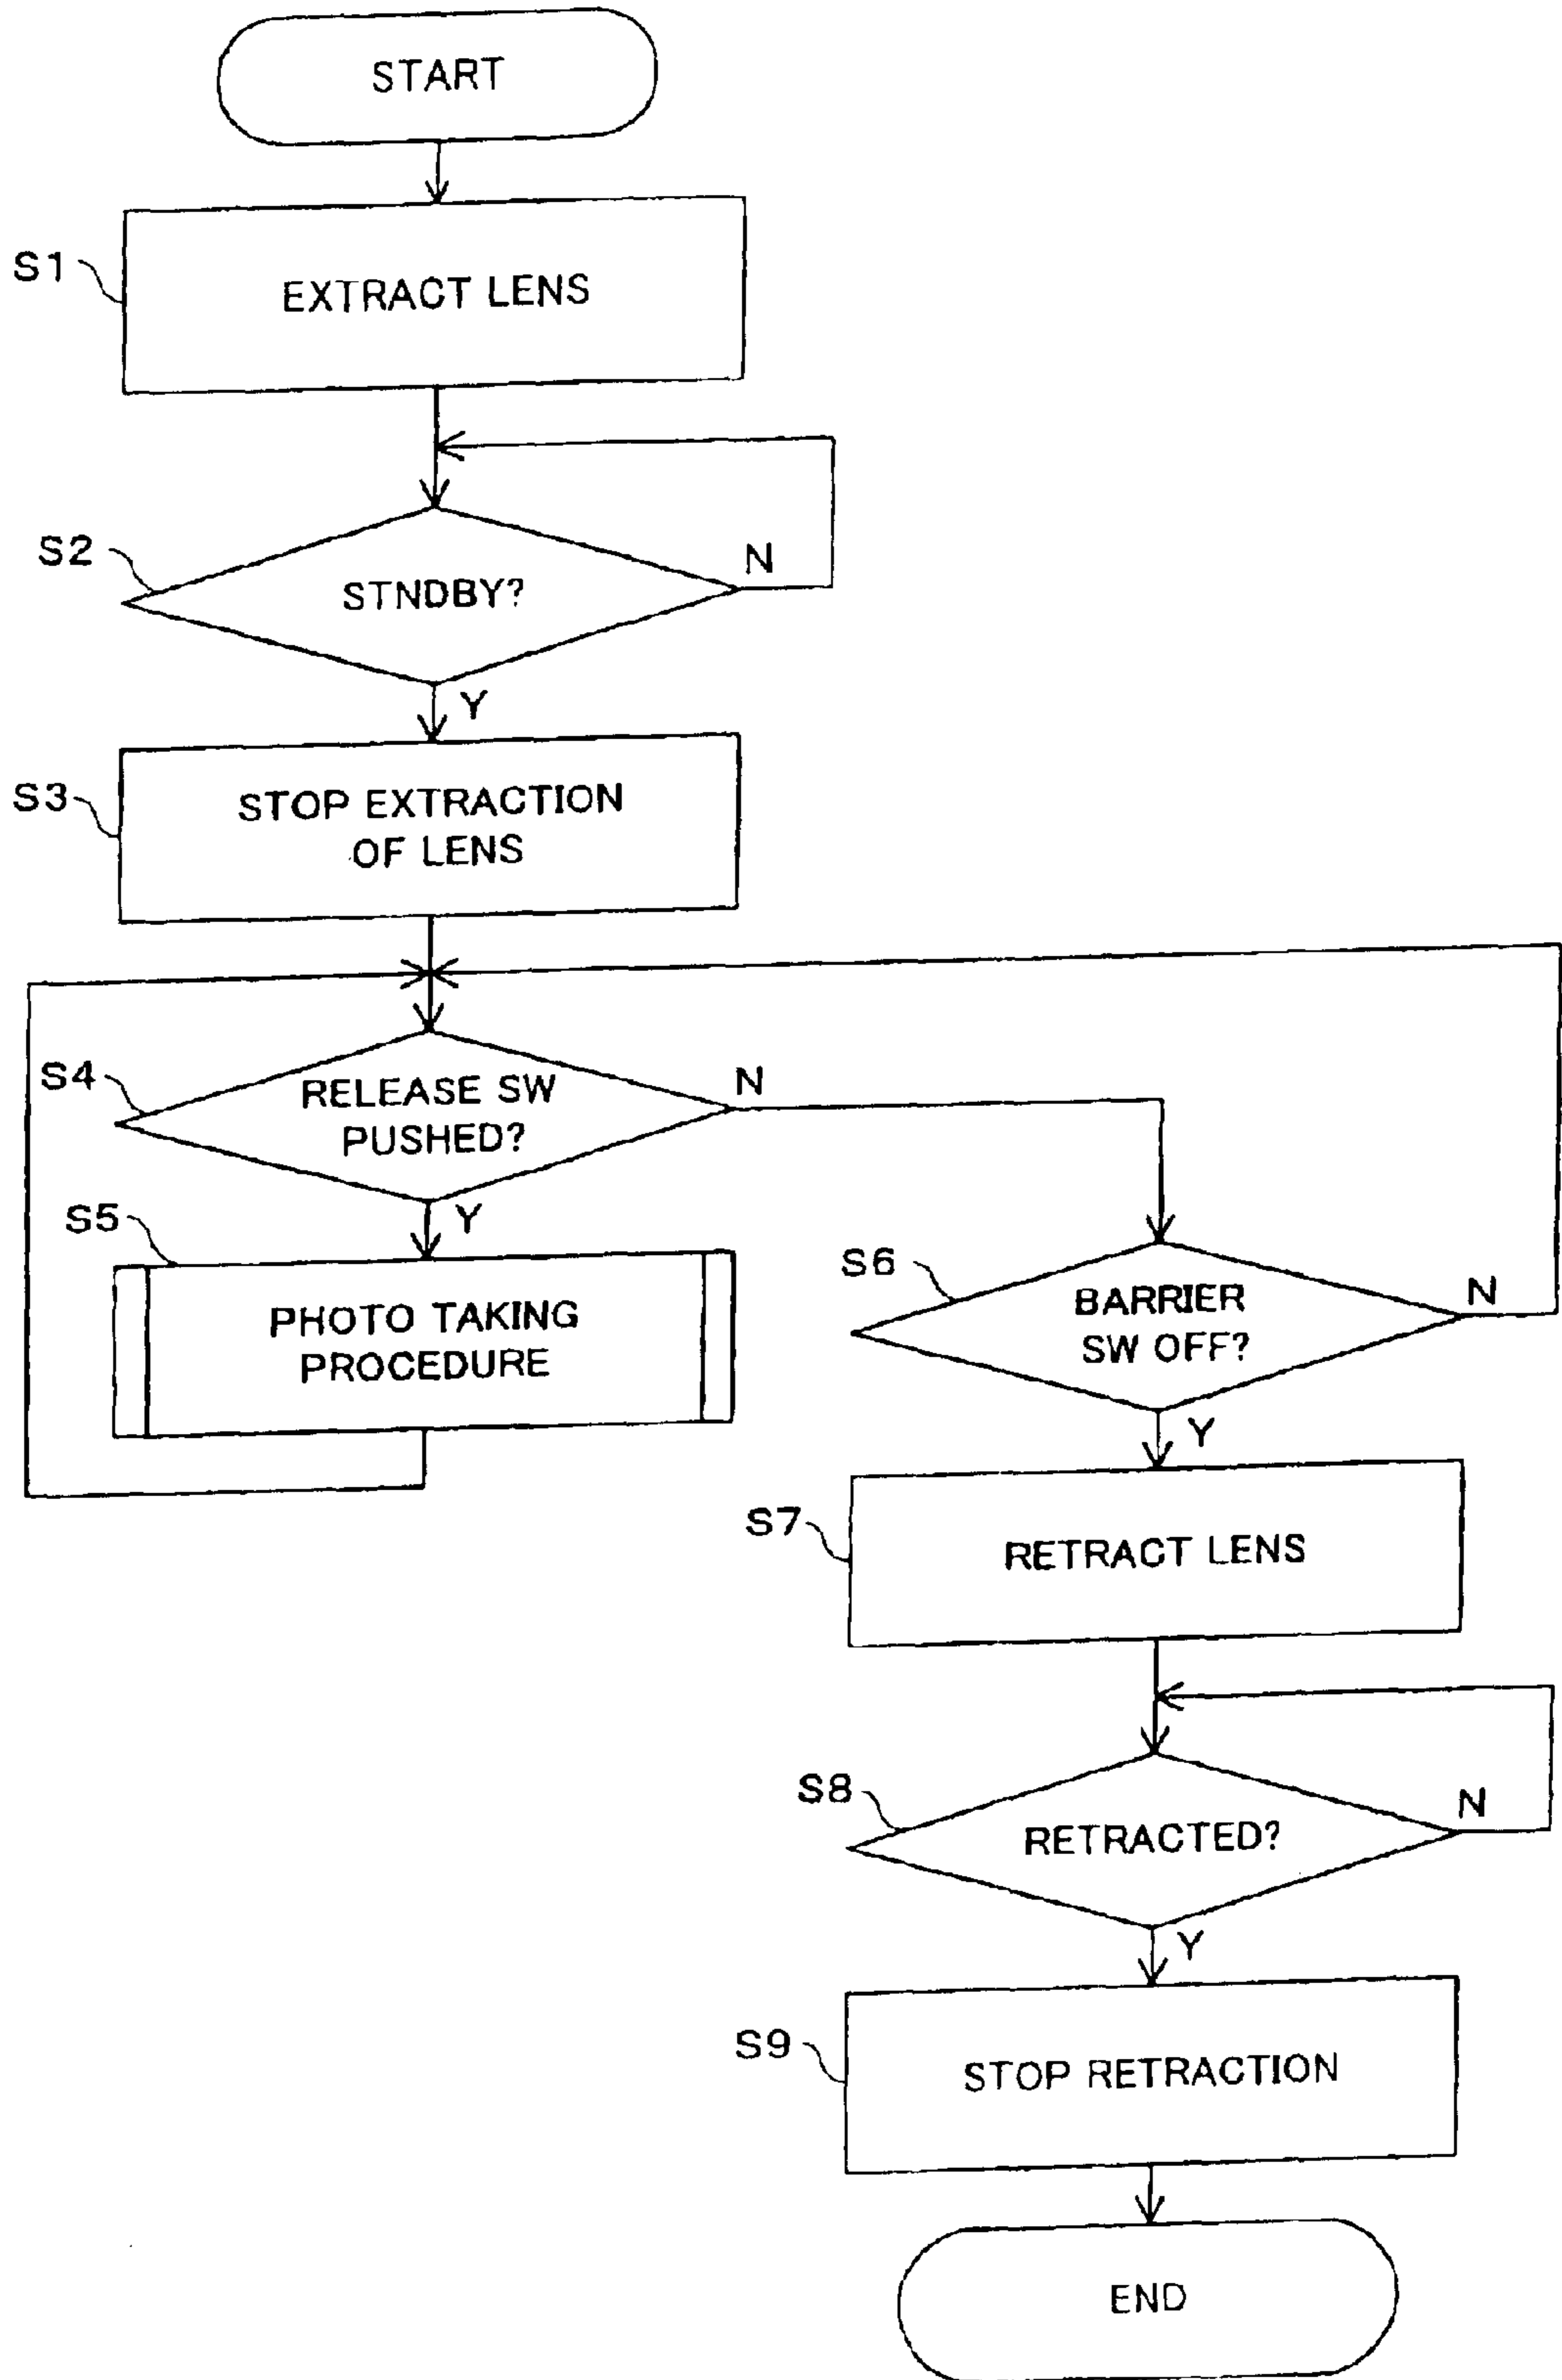 START
S1
EXTRACT LENS
S2
STNDBY?
N
Y
S3
STOP EXTRACTION
OF LENS
S4
RELEASE SW
PUSHED?
N
Y
S5
PHOTO TAKING
PROCEDURE
S6
BARRIER
SW OFF?
N
Y
S7
RETRACT LENS
S8
RETRACTED?
N
Y
S9
STOP RETRACTION
END